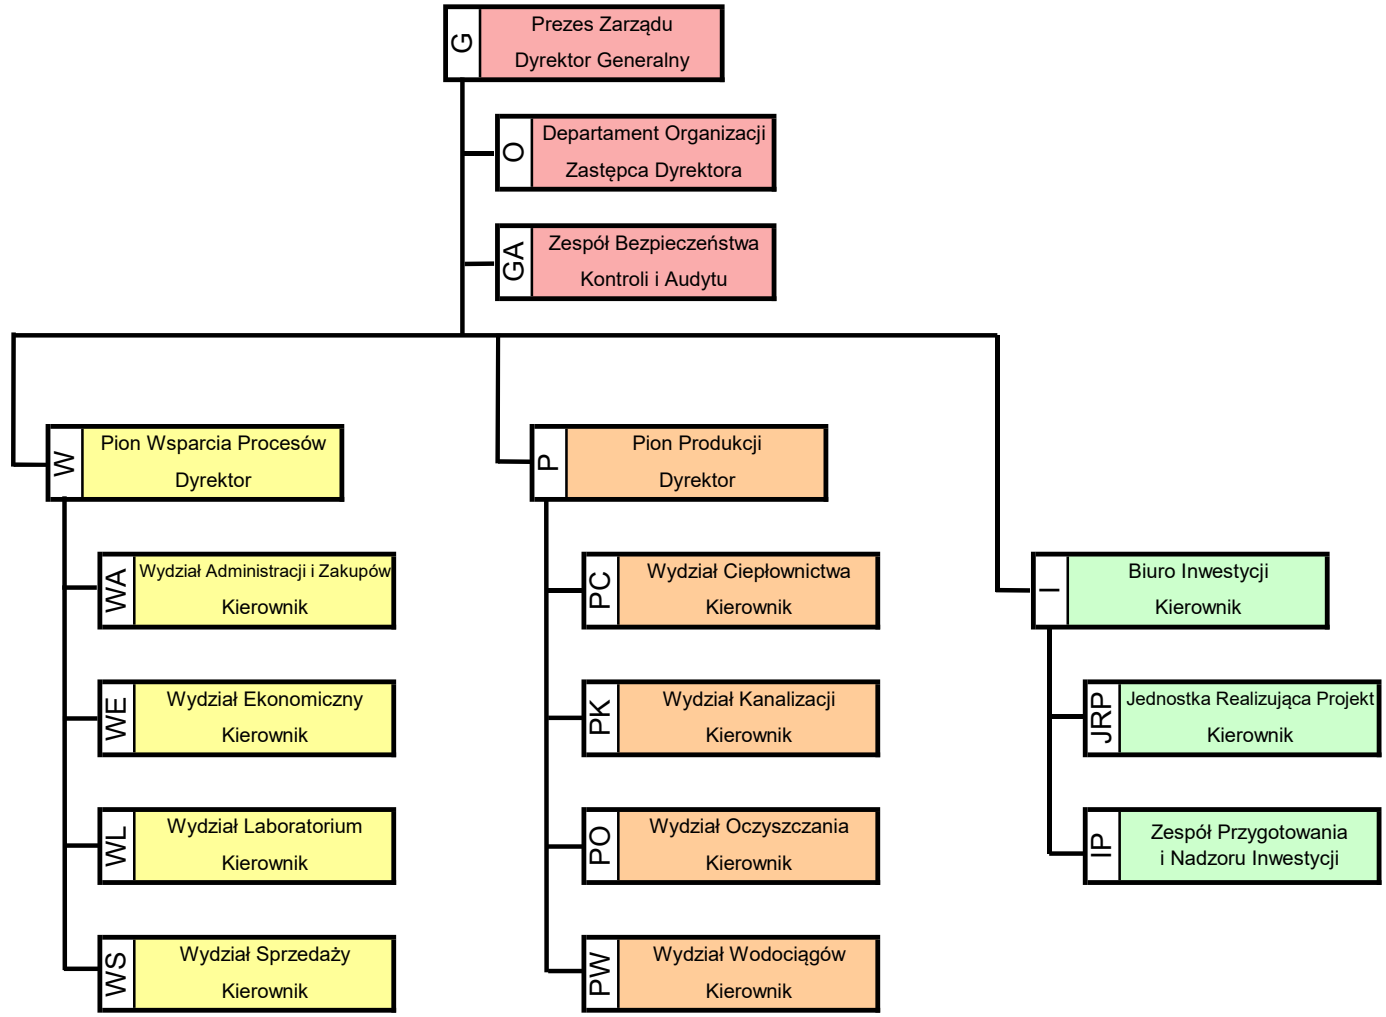 G
Prezes Zarządu
Dyrektor Generalny
O
Departament Organizacji
Zastępca Dyrektora
GA
Zespół Bezpieczeństwa
Kontroli i Audytu
W
Pion Wsparcia Procesów
Dyrektor
WA
Wydział Administracji i Zakupów
Kierownik
WE
Wydział Ekonomiczny
Kierownik
WL
Wydział Laboratorium
Kierownik
WS
Wydział Sprzedaży
Kierownik
P
Pion Produkcji
Dyrektor
PC
Wydział Ciepłownictwa
Kierownik
PK
Wydział Kanalizacji
Kierownik
PO
Wydział Oczyszczania
Kierownik
PW
Wydział Wodociągów
Kierownik
I
Biuro Inwestycji
Kierownik
JRP
Jednostka Realizująca Projekt
Kierownik
IP
Zespół Przygotowania
i Nadzoru Inwestycji